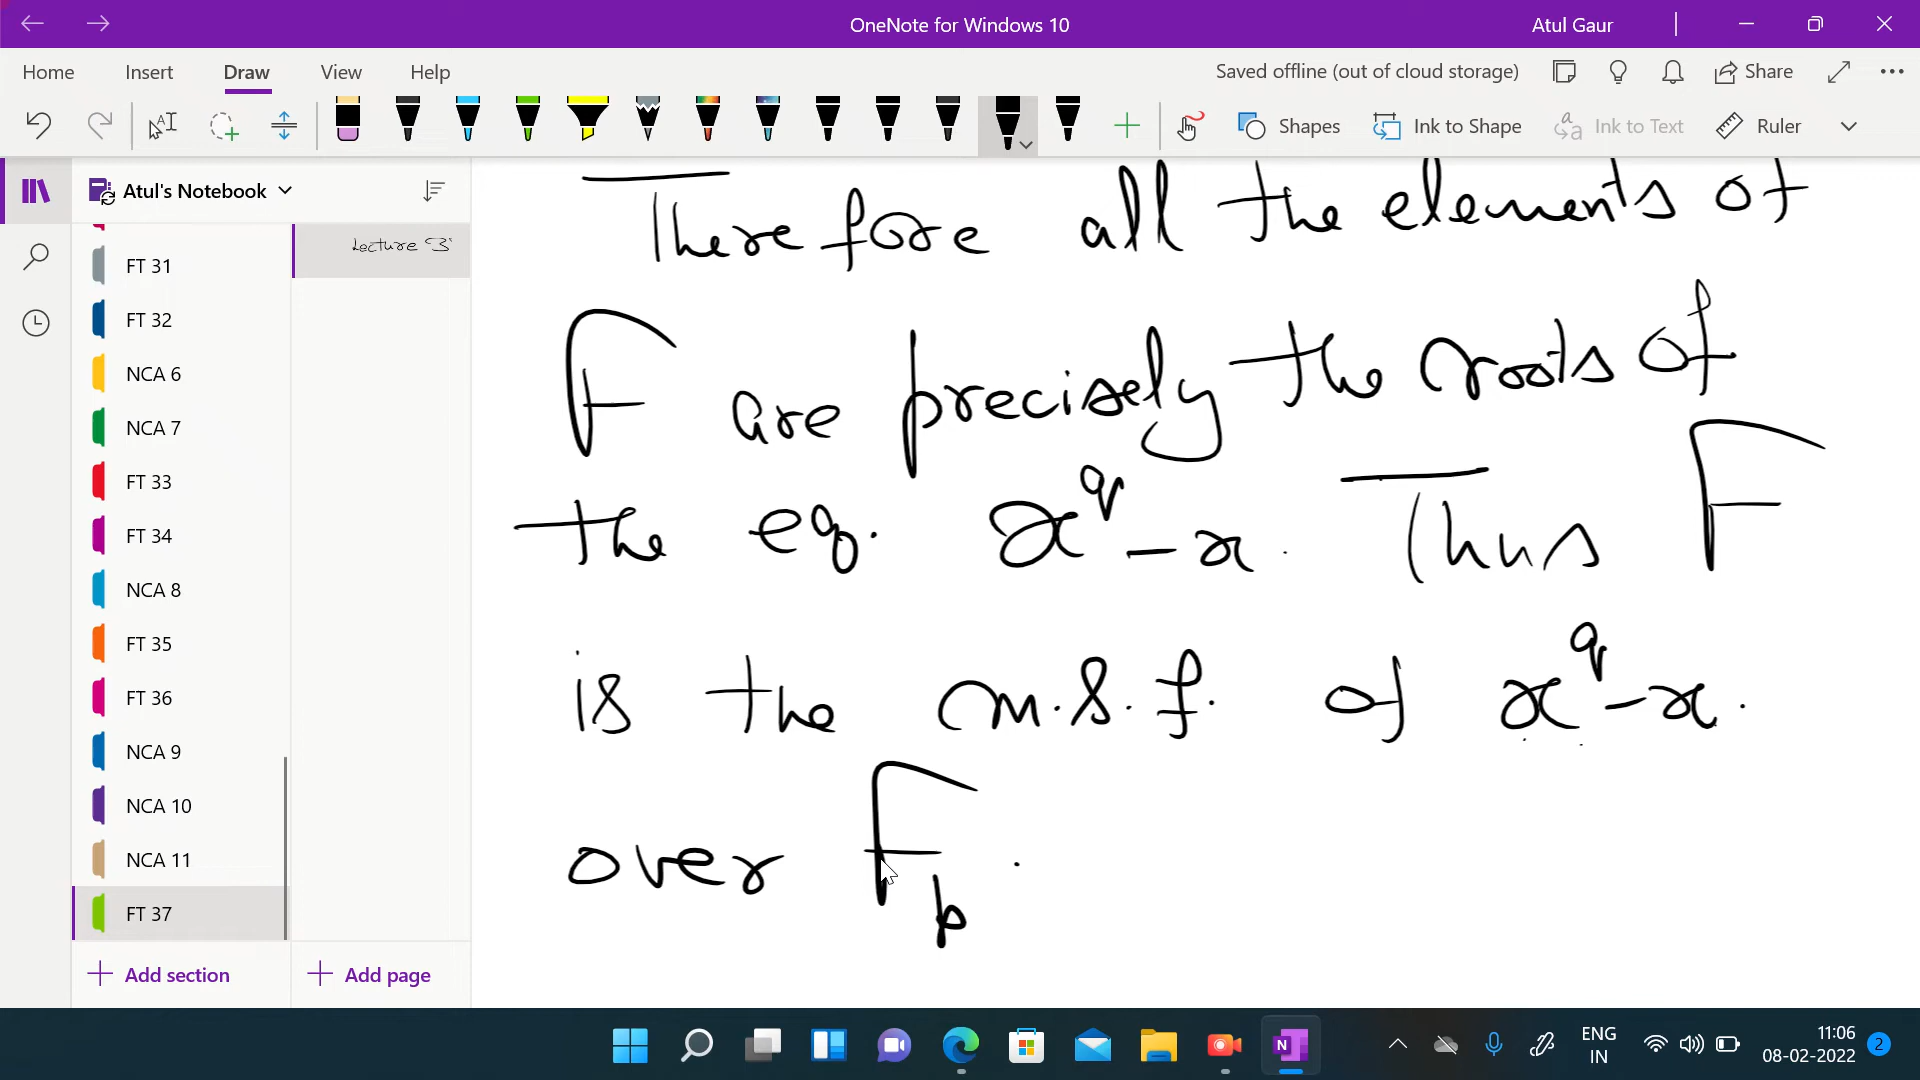 OneNote for Windows 10
Atul Gaur
Home Insert Draw View Help
Saved offline (out of cloud storage)
Share
Shapes
Ink to Shape
Ink to Text
Ruler
Atul's Notebook
FT 31
FT 32
NCA 6
NCA 7
FT 33
FT 34
NCA 8
FT 35
FT 36
NCA 9
NCA 10
NCA 11
FT 37
Add section
Lecture 3
Add page
Therefore all the elements of
F are precisely the roots of
the eq. x^q - x. Thus F
is the m.s.f. of x^q - x.
over F_p.
ENG
IN
11:06
08-02-2022
2